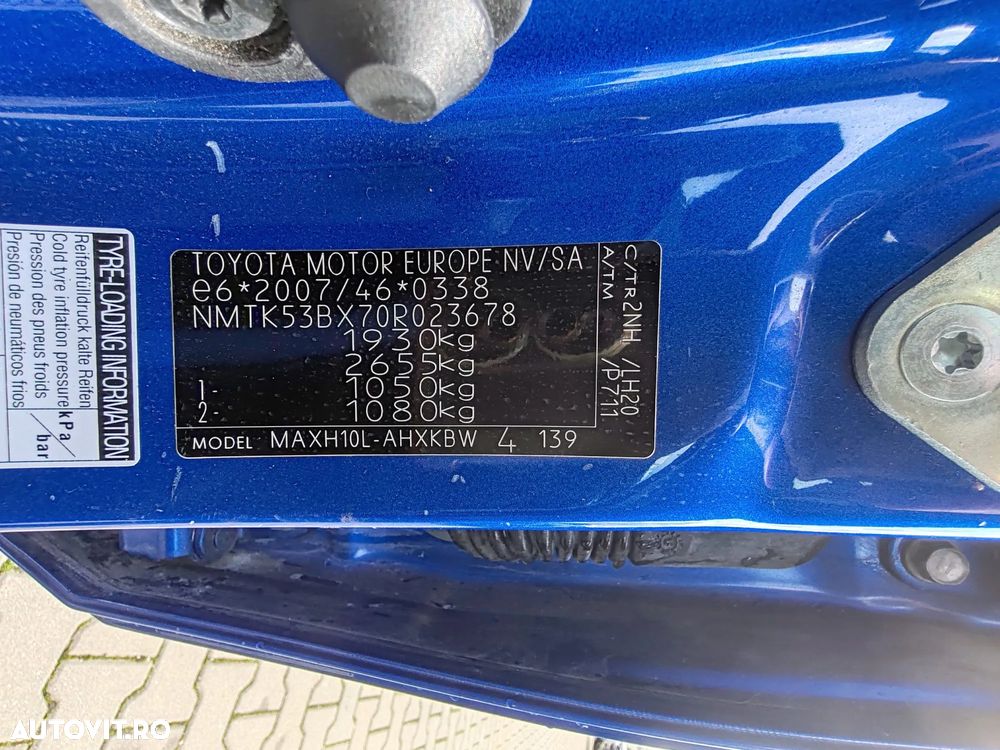 TOYOTA MOTOR EUROPE NV/SA
e6*2007/46*0338
NMTK53BX70R023678
1930kg
2655kg
1- 1050kg
2- 1080kg
MODEL MAXH10L-AHXKBW 4 139
C/TR2NH /LH20/
A/TM /P711
TYRE-LOADING INFORMATION
Reifenfülldruck kalte Reifen
Cold tyre inflation pressure
Pression des pneus froids
Presión de neumáticos fríos
kPa/bar
AUTOVIT.RO